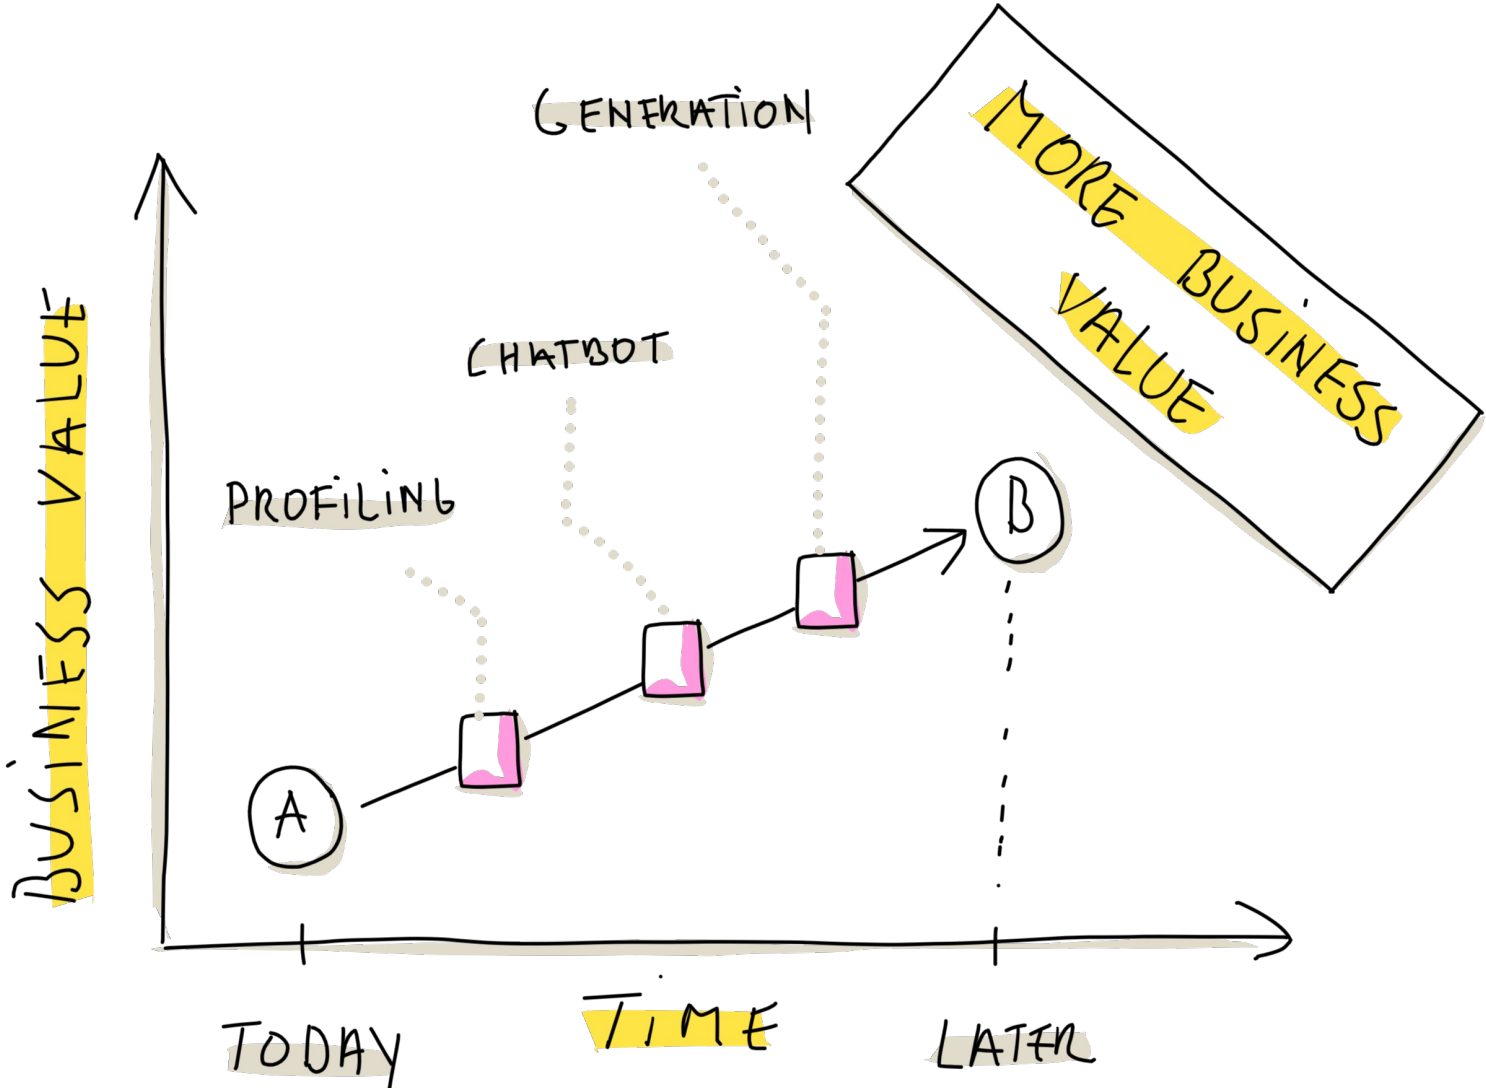 GENERATION
MORE BUSINESS
VALUE
CHATBOT
PROFILING
B
A
BUSINESS VALUE
TODAY
TIME
LATER